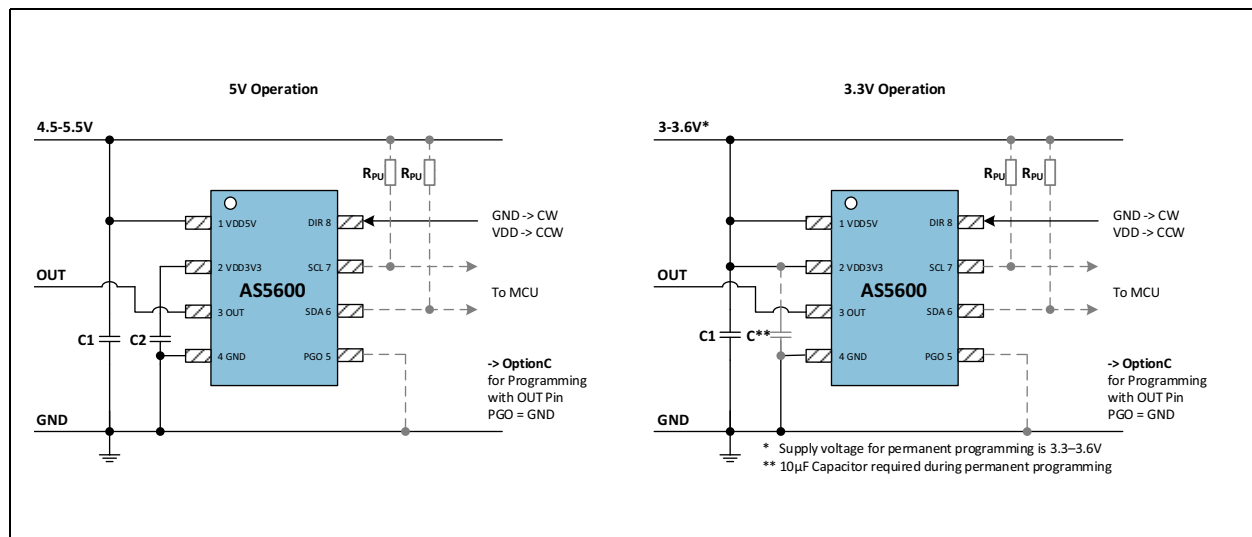 5V Operation
4.5-5.5V
RPU RPU
1 VDD5V
DIR 8
GND -> CW
VDD -> CCW
2 VDD3V3
SCL 7
OUT
AS5600
To MCU
3 OUT
SDA 6
C1
C2
4 GND
PGO 5
-> OptionC
for Programming
with OUT Pin
PGO = GND
GND
3.3V Operation
3-3.6V*
RPU RPU
1 VDD5V
DIR 8
GND -> CW
VDD -> CCW
2 VDD3V3
SCL 7
OUT
AS5600
To MCU
3 OUT
SDA 6
C1
C**
4 GND
PGO 5
-> OptionC
for Programming
with OUT Pin
PGO = GND
GND
* Supply voltage for permanent programming is 3.3–3.6V
** 10µF Capacitor required during permanent programming